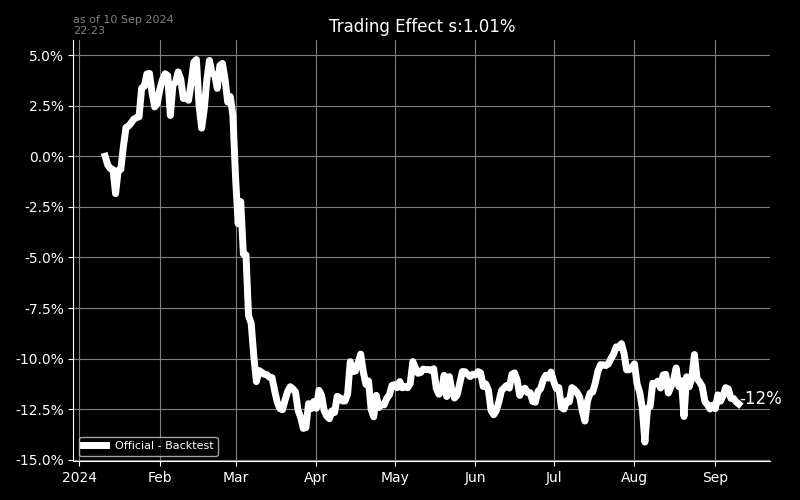 as of 10 Sep 2024
22:23
Trading Effect s:1.01%
5.0%
2.5%
0.0%
-2.5%
-5.0%
-7.5%
-10.0%
-12.5%
-15.0%
-12%
Official - Backtest
2024 Feb Mar Apr May Jun Jul Aug Sep